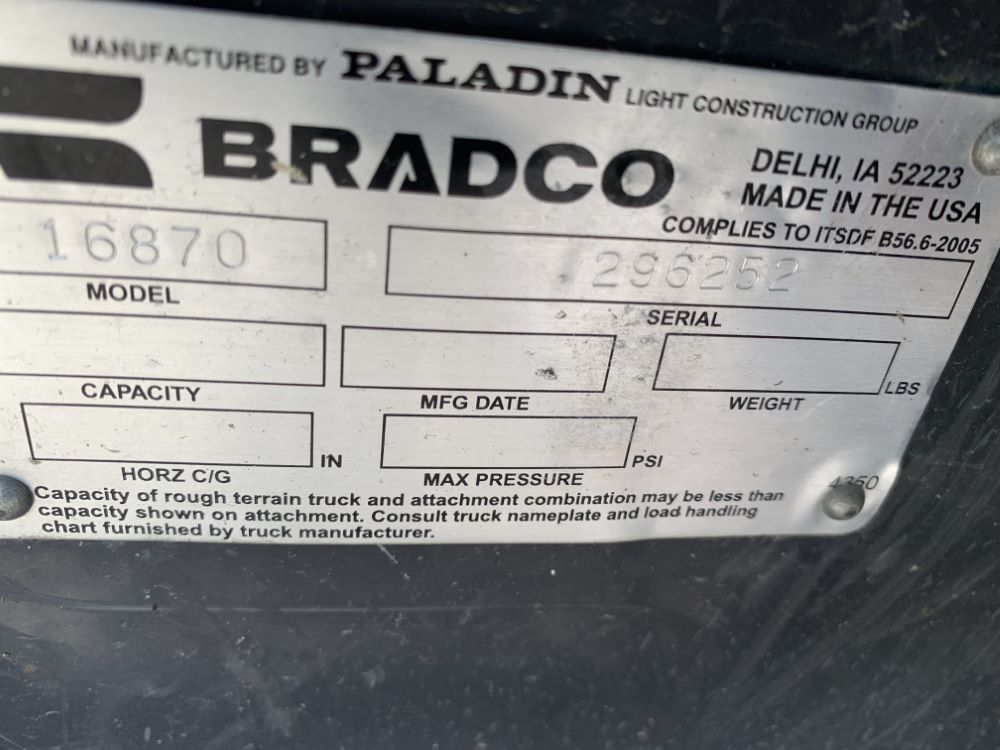 MANUFACTURED BY PALADIN LIGHT CONSTRUCTION GROUP
BRADCO
DELHI, IA 52223
MADE IN THE USA
COMPLIES TO ITSDF B56.6-2005
16870
MODEL
296252
SERIAL
CAPACITY
MFG DATE
WEIGHT
LBS
HORZ C/G
IN
MAX PRESSURE
PSI
Capacity of rough terrain truck and attachment combination may be less than
capacity shown on attachment. Consult truck nameplate and load handling
chart furnished by truck manufacturer.